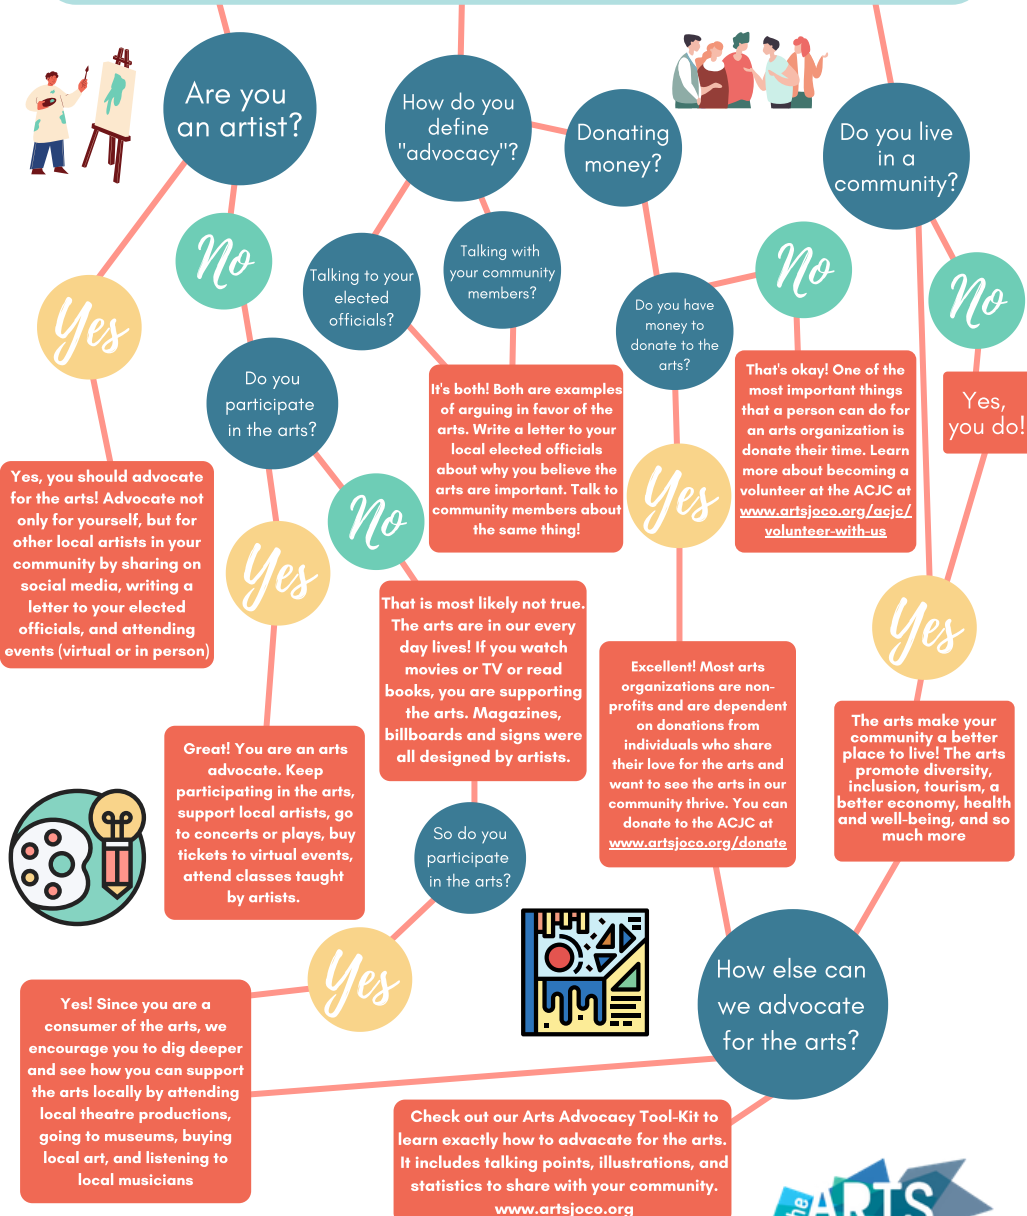 Are you
an artist?
How do you
define
"advocacy"?
Donating
money?
Do you live
in a
community?
No
Talking to your
elected
officials?
Talking with
your community
members?
No
No
Yes
Do you have
money to
donate to the
arts?
Do you
participate
in the arts?
It's both! Both are examples
of arguing in favor of the
arts. Write a letter to your
local elected officials
about why you believe the
arts are important. Talk to
community members about
the same thing!
That's okay! One of the
most important things
that a person can do for
an arts organization is
donate their time. Learn
more about becoming a
volunteer at the ACJC at
www.artsjoco.org/acjc/
volunteer-with-us
Yes,
you do!
Yes, you should advocate
for the arts! Advocate not
only for yourself, but for
other local artists in your
community by sharing on
social media, writing a
letter to your elected
officials, and attending
events (virtual or in person)
Yes
No
Yes
Yes
That is most likely not true.
The arts are in our every
day lives! If you watch
movies or TV or read
books, you are supporting
the arts. Magazines,
billboards and signs were
all designed by artists.
Excellent! Most arts
organizations are non-
profits and are dependent
on donations from
individuals who share
their love for the arts and
want to see the arts in our
community thrive. You can
donate to the ACJC at
www.artsjoco.org/donate
The arts make your
community a better
place to live! The arts
promote diversity,
inclusion, tourism, a
better economy, health
and well-being, and so
much more
Great! You are an arts
advocate. Keep
participating in the arts,
support local artists, go
to concerts or plays, buy
tickets to virtual events,
attend classes taught
by artists.
So do you
participate
in the arts?
Yes
How else can
we advocate
for the arts?
Yes! Since you are a
consumer of the arts, we
encourage you to dig deeper
and see how you can support
the arts locally by attending
local theatre productions,
going to museums, buying
local art, and listening to
local musicians
Check out our Arts Advocacy Tool-Kit to
learn exactly how to advacate for the arts.
It includes talking points, illustrations, and
statistics to share with your community.
www.artsjoco.org
the ARTS